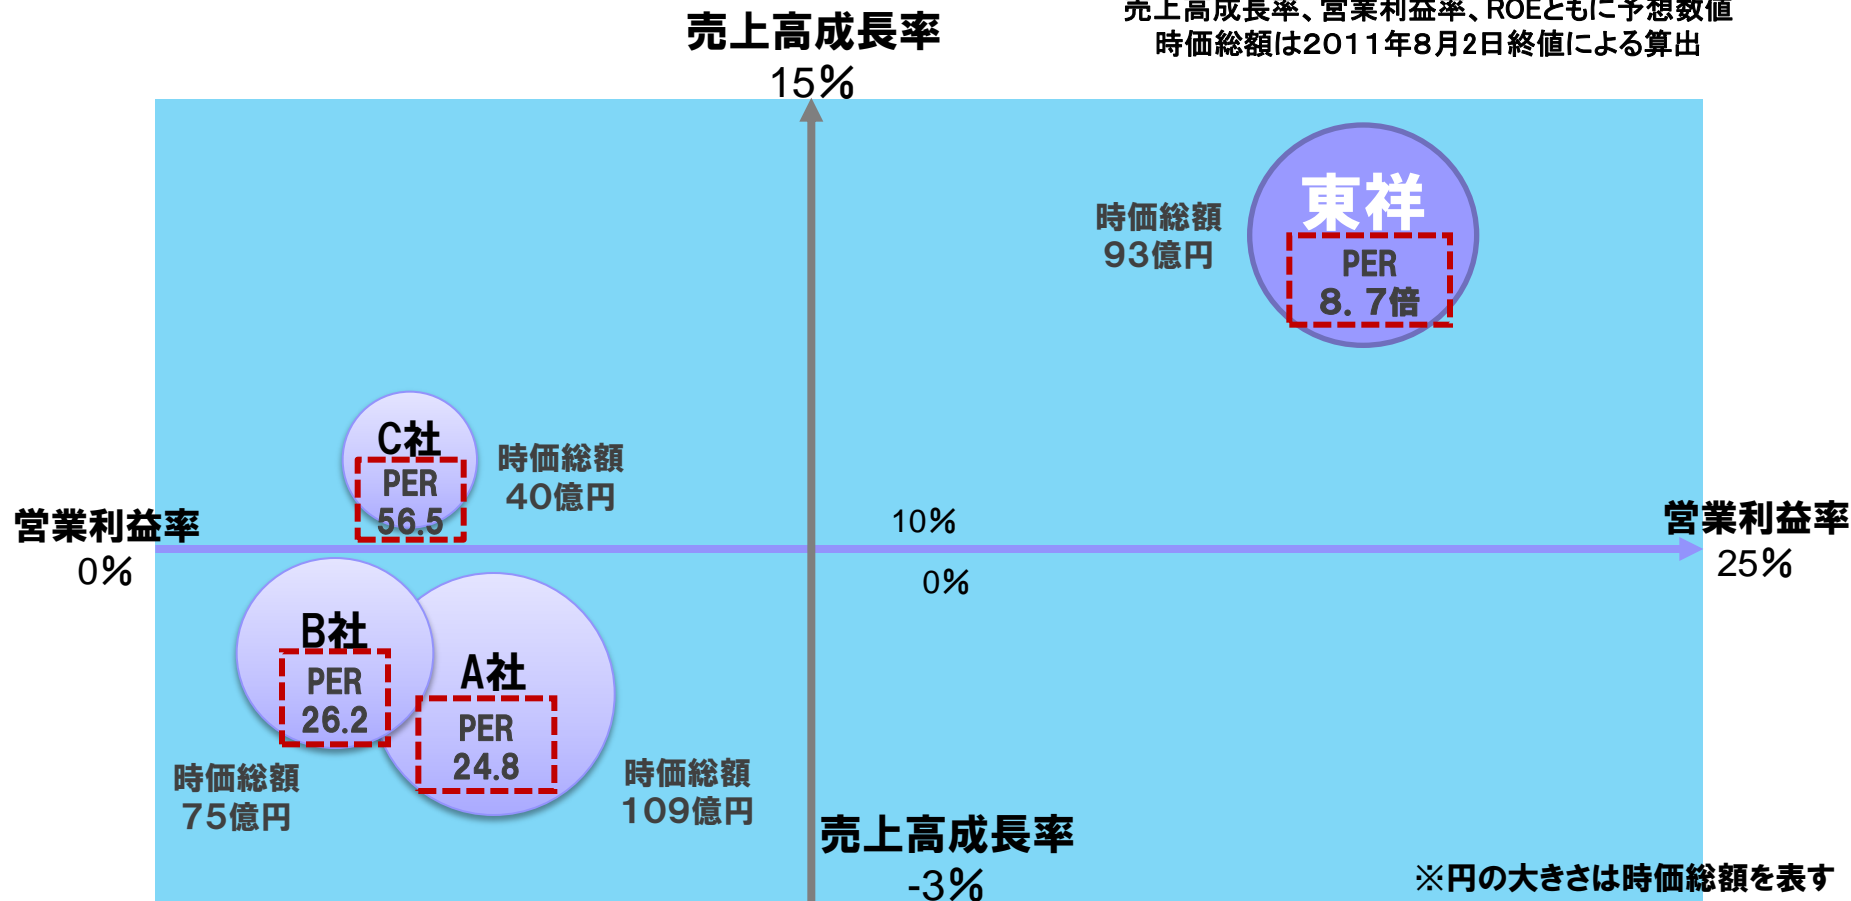 売上高成長率、営業利益率、ROEともに予想数値
時価総額は２０１１年８月2日終値による算出
売上高成長率
15％
東祥
PER
８．７倍
時価総額
９３億円
C社
PER
56.5
時価総額
４０億円
営業利益率
0％
10％
0％
営業利益率
25％
B社
PER
26.2
時価総額
７５億円
A社
PER
24.8
時価総額
１０９億円
売上高成長率
-3％
※円の大きさは時価総額を表す